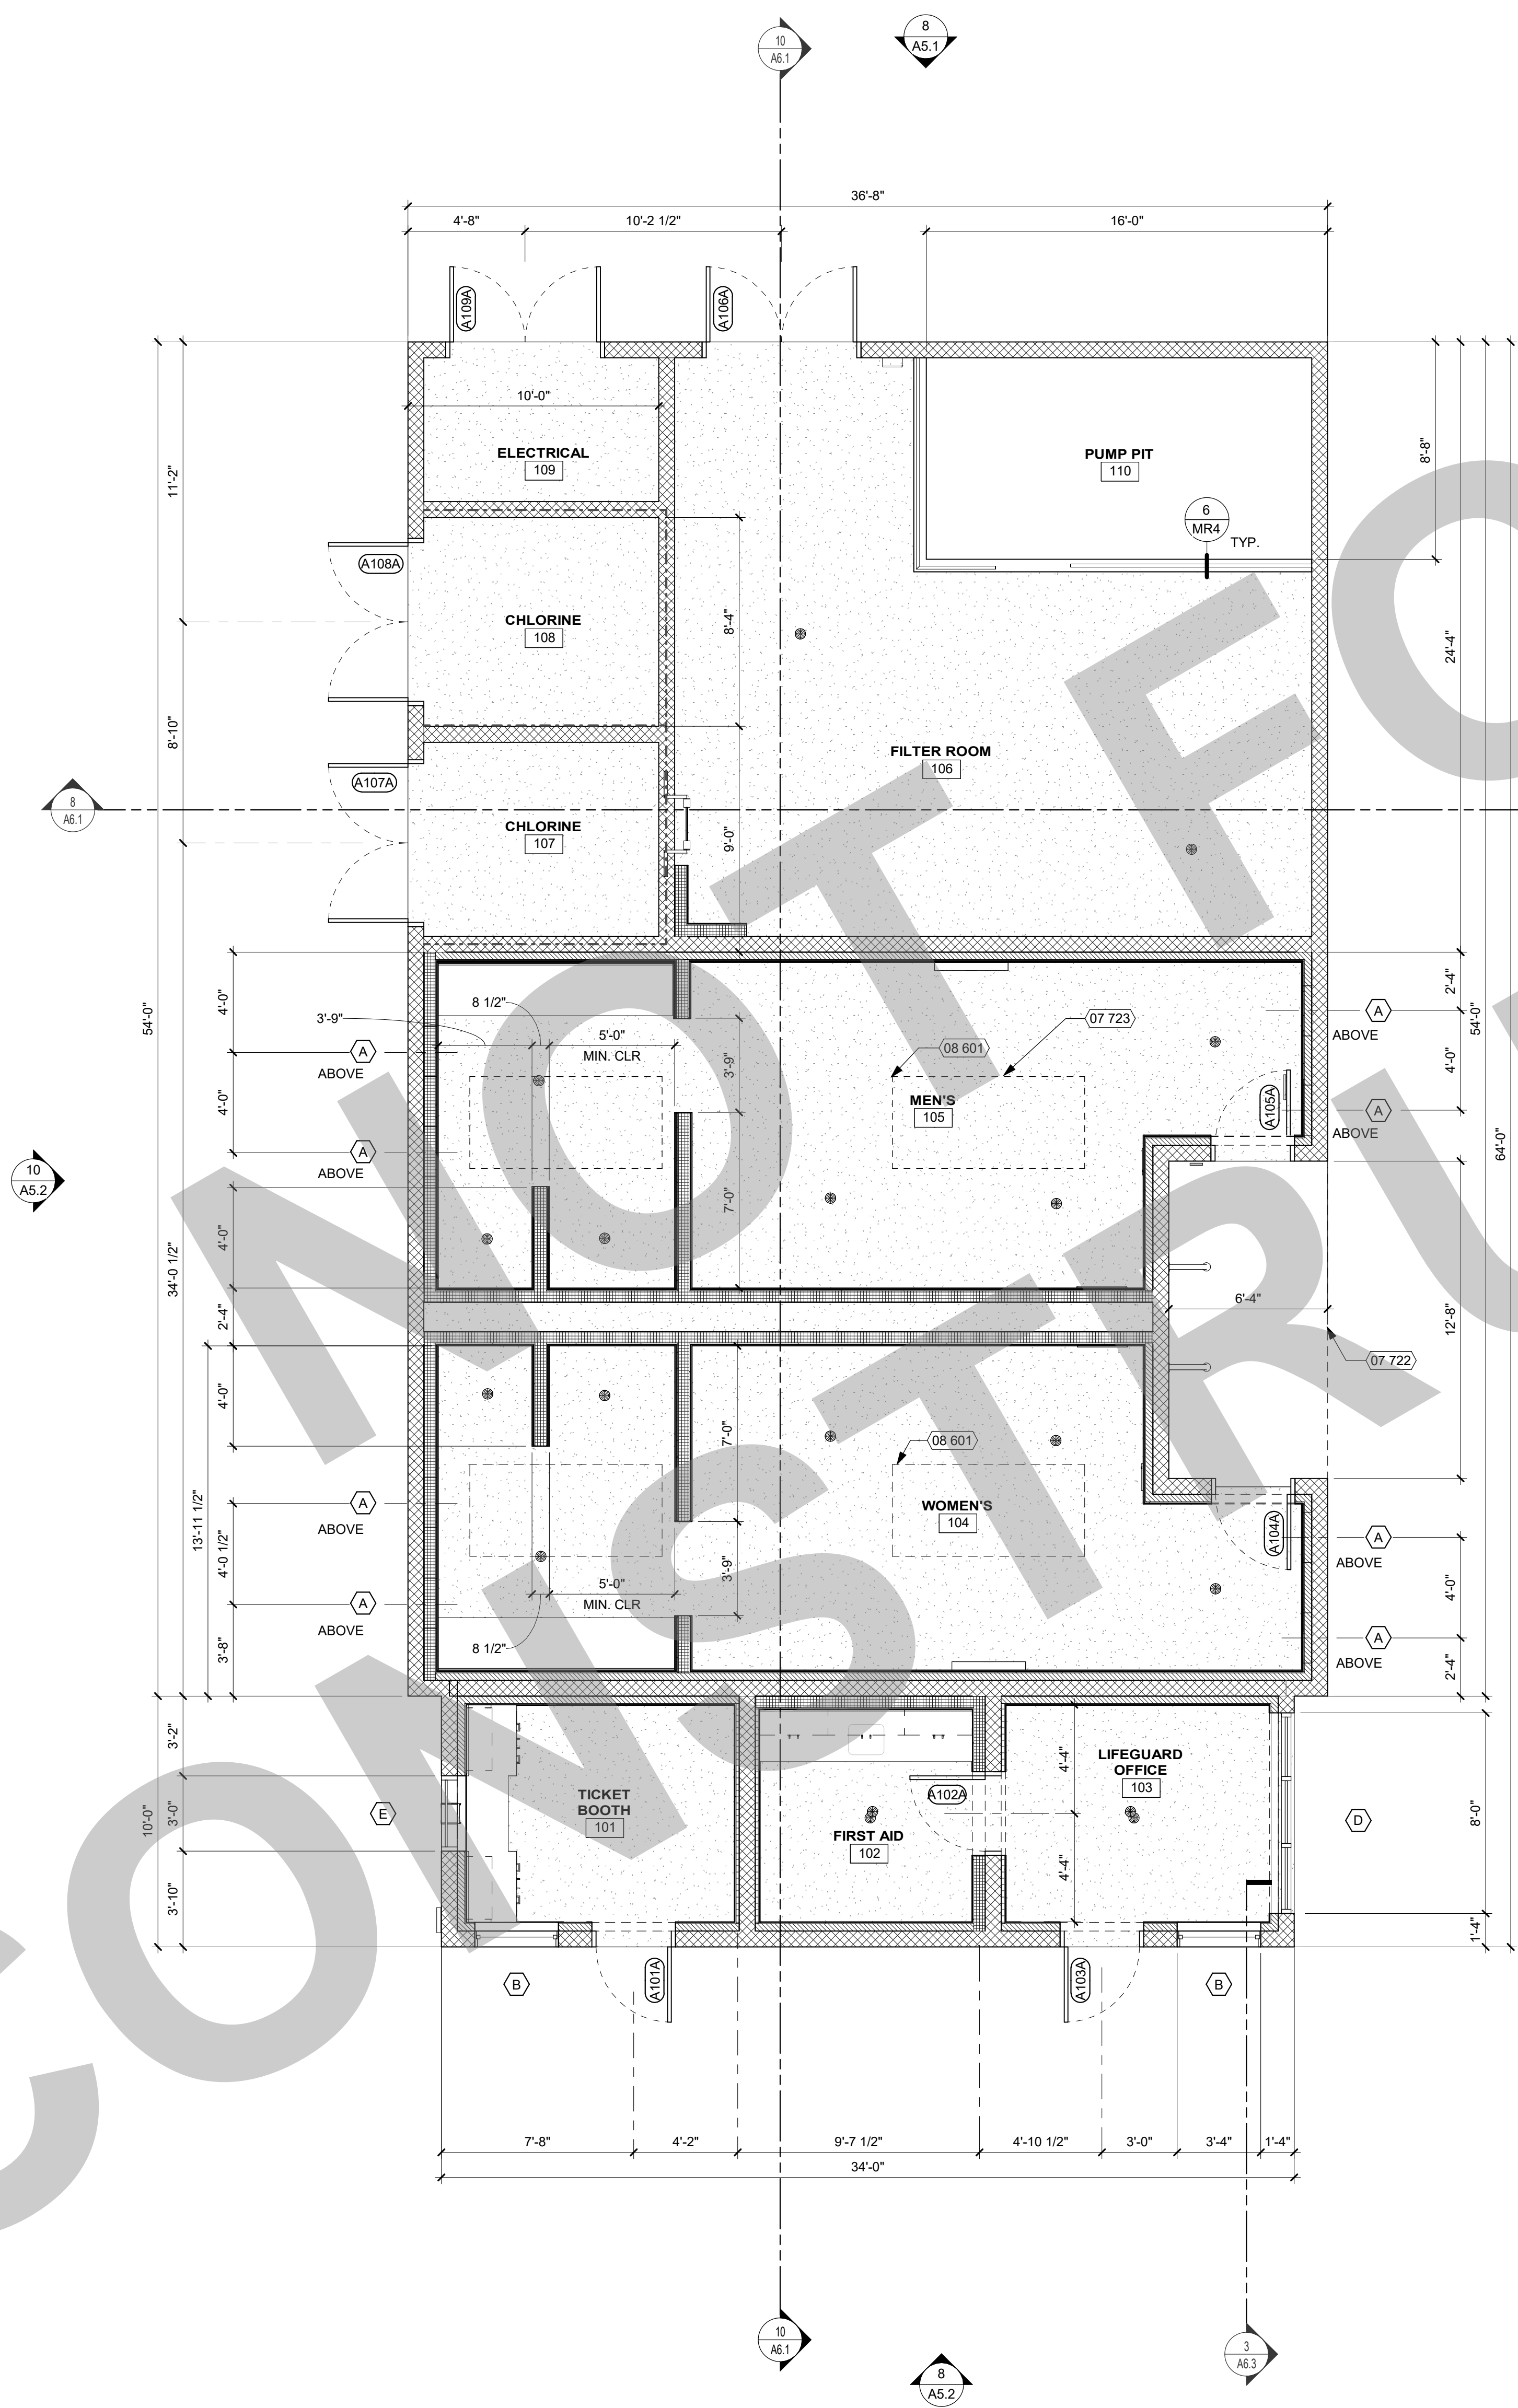 10
A6.1
8
A5.1
36'-8"
4'-8"
10'-2 1/2"
16'-0"
A109A
A106A
10'-0"
ELECTRICAL
109
PUMP PIT
110
8'-8"
11'-2"
6
MR4
TYP.
A108A
CHLORINE
108
8'-4"
24'-4"
8'-10"
FILTER ROOM
106
A107A
8
A6.1
CHLORINE
107
9'-0"
54'-0"
4'-0"
3'-9"
8 1/2"
5'-0"
MIN. CLR
07 723
08 601
A
ABOVE
3'-9"
2'-4"
54'-0"
A
ABOVE
4'-0"
4'-0"
MEN'S
105
A105A
A
ABOVE
A
ABOVE
64'-0"
10
A5.2
7'-0"
4'-0"
34'-0 1/2"
2'-4"
6'-4"
12'-8"
07 722
4'-0"
7'-0"
08 601
13'-11 1/2"
A
ABOVE
WOMEN'S
104
A104A
A
ABOVE
4'-0 1/2"
3'-9"
5'-0"
MIN. CLR
4'-0"
A
ABOVE
8 1/2"
3'-8"
A
ABOVE
2'-4"
3'-2"
4'-4"
LIFEGUARD
OFFICE
103
TICKET
BOOTH
101
A102A
E
10'-0"
3'-0"
FIRST AID
102
D
8'-0"
4'-4"
3'-10"
1'-4"
B
A101A
A103A
B
7'-8"
4'-2"
9'-7 1/2"
4'-10 1/2"
3'-0"
3'-4"
1'-4"
34'-0"
10
A6.1
3
A6.3
8
A5.2
NOT FO
CONSTRU